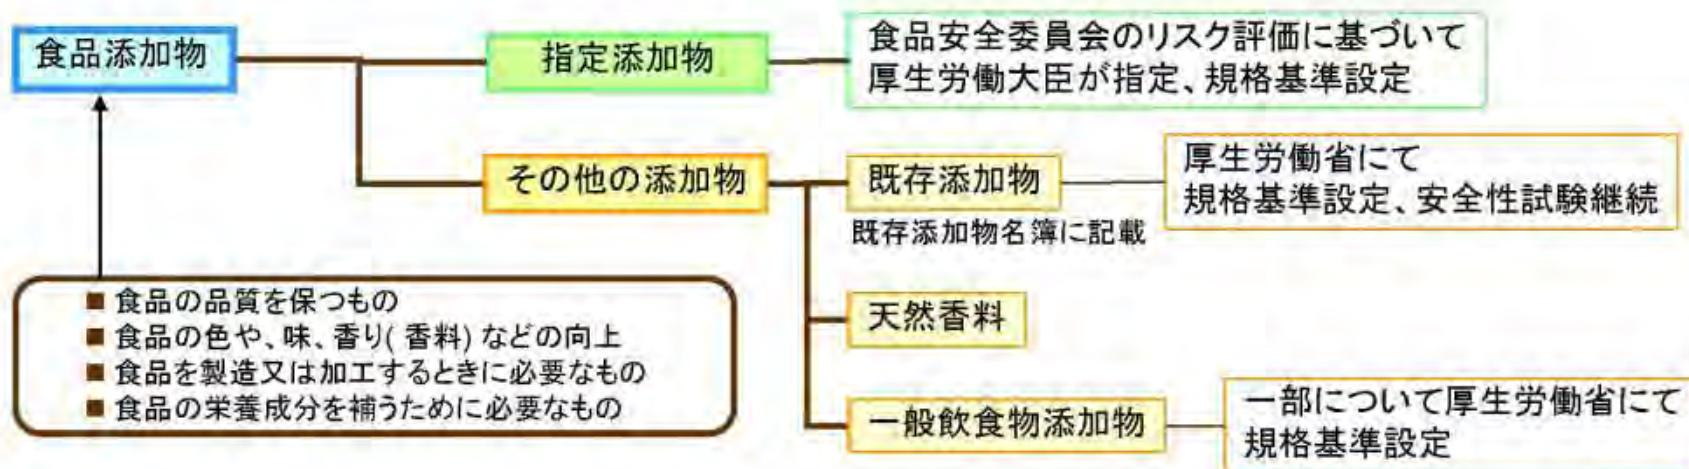 食品添加物
指定添加物
食品安全委員会のリスク評価に基づいて
厚生労働大臣が指定、規格基準設定
その他の添加物
既存添加物
既存添加物名簿に記載
厚生労働省にて
規格基準設定、安全性試験継続
天然香料
一般飲食物添加物
一部について厚生労働省にて
規格基準設定
■ 食品の品質を保つもの
■ 食品の色や、味、香り( 香料) などの向上
■ 食品を製造又は加工するときに必要なもの
■ 食品の栄養成分を補うために必要なもの